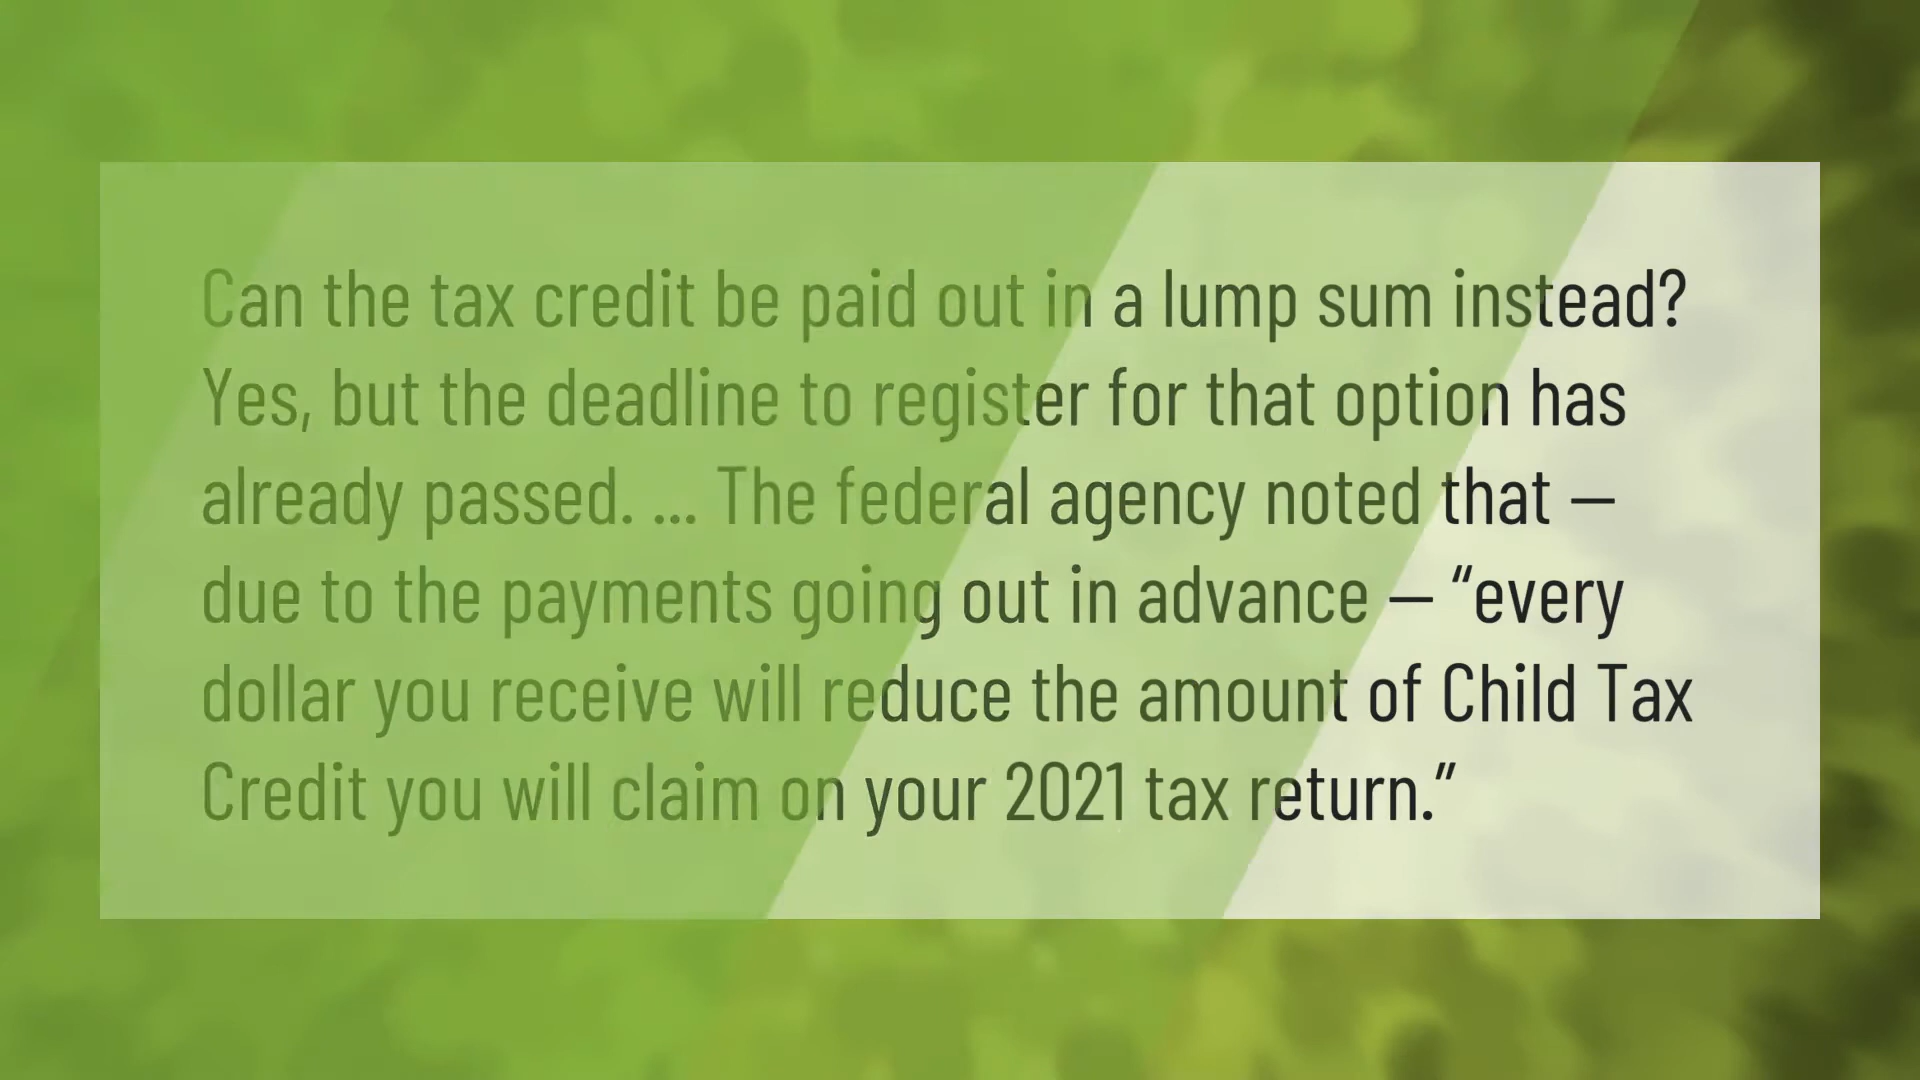 Can the tax credit be paid out in a lump sum instead?
Yes, but the deadline to register for that option has
already passed. ... The federal agency noted that —
due to the payments going out in advance — “every
dollar you receive will reduce the amount of Child Tax
Credit you will claim on your 2021 tax return.”